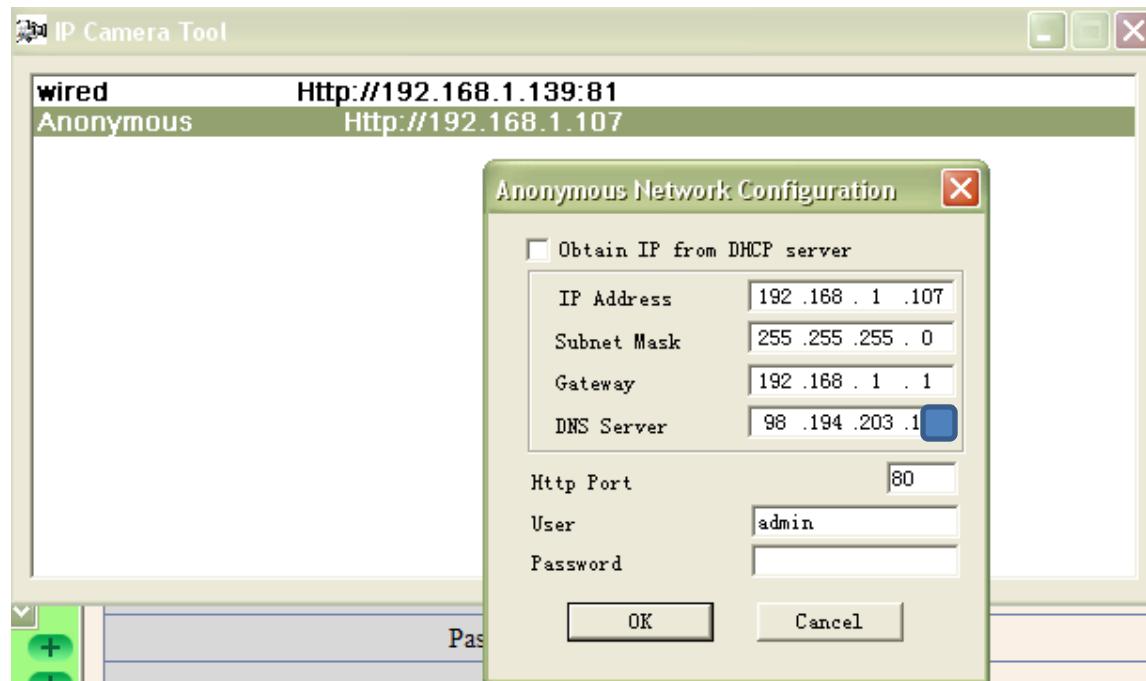 IP Camera Tool
wired Http://192.168.1.139:81
Anonymous Http://192.168.1.107
Anonymous Network Configuration
Obtain IP from DHCP server
IP Address 192 .168 . 1 .107
Subnet Mask 255 .255 .255 . 0
Gateway 192 .168 . 1 . 1
DNS Server 98 .194 .203 .1
Http Port 80
User admin
Password
OK Cancel
Pas